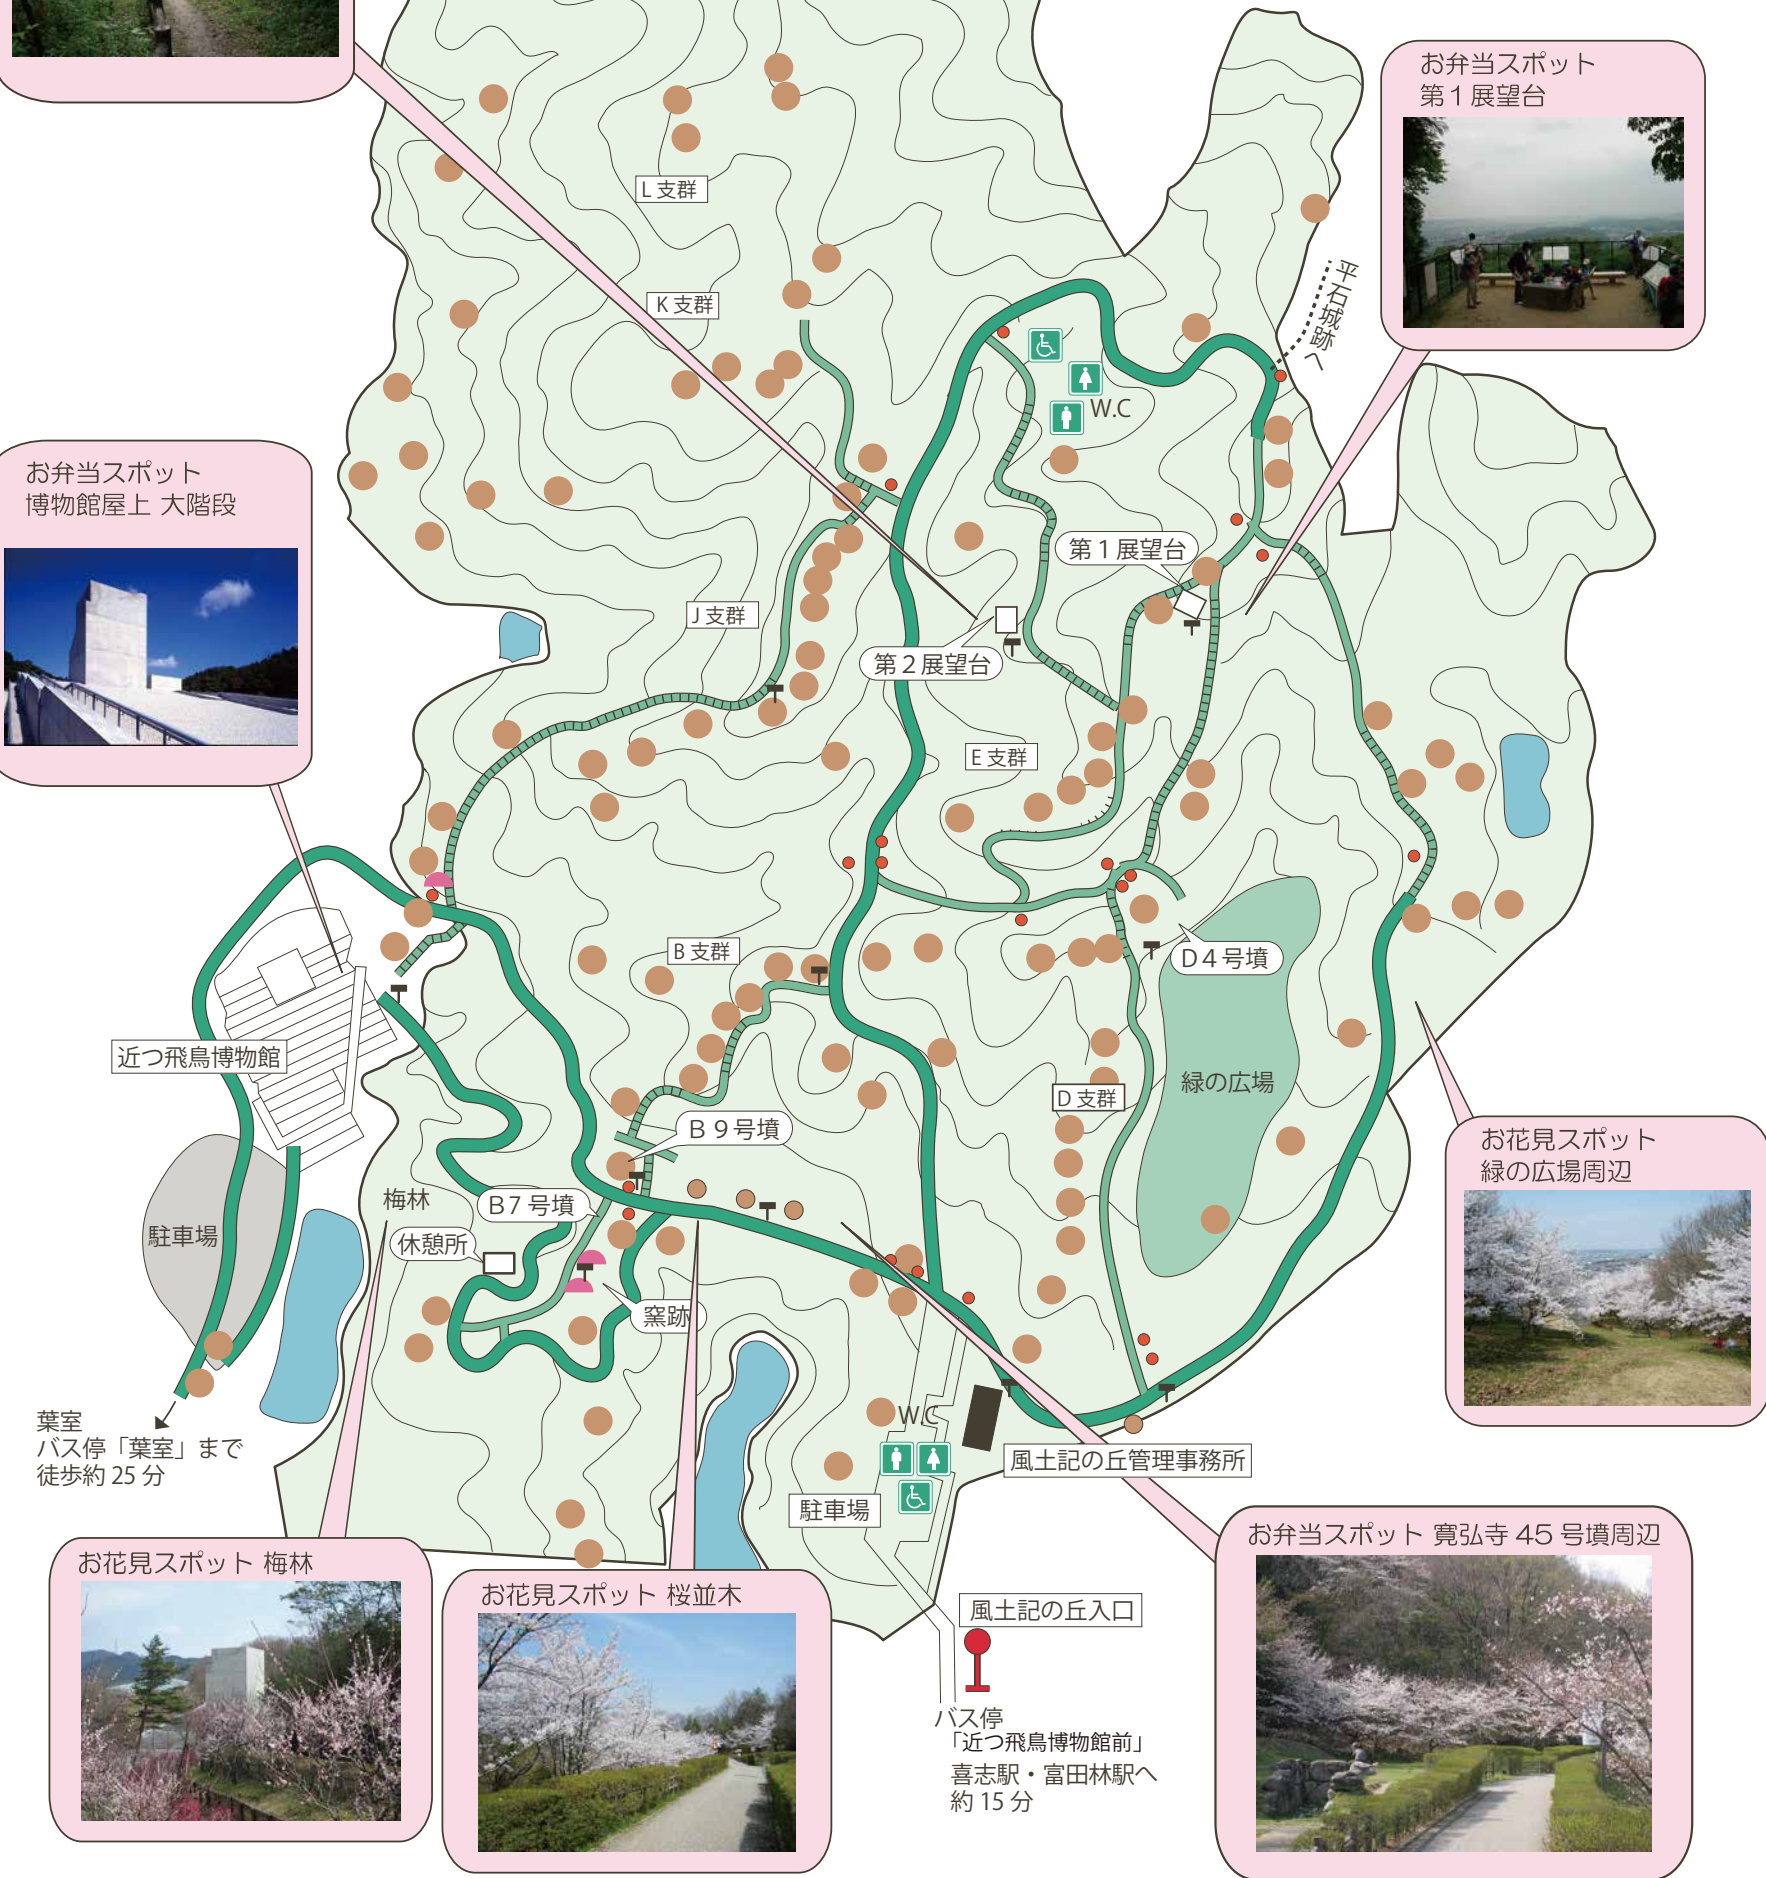 お弁当スポット
第1展望台
L 支群
平石城跡へ
K 支群
W.C
お弁当スポット
博物館屋上 大階段
第1展望台
J 支群
第2展望台
E 支群
B 支群
D4号墳
近つ飛鳥博物館
緑の広場
D 支群
B 9号墳
お花見スポット
緑の広場周辺
梅林
B7 号墳
駐車場
休憩所
窯跡
葉室
バス停「葉室」まで
徒歩約 25 分
W.C
風土記の丘管理事務所
駐車場
お花見スポット 梅林
お花見スポット 桜並木
お弁当スポット 寛弘寺 45 号墳周辺
風土記の丘入口
バス停
「近つ飛鳥博物館前」
喜志駅・富田林駅へ
約 15 分